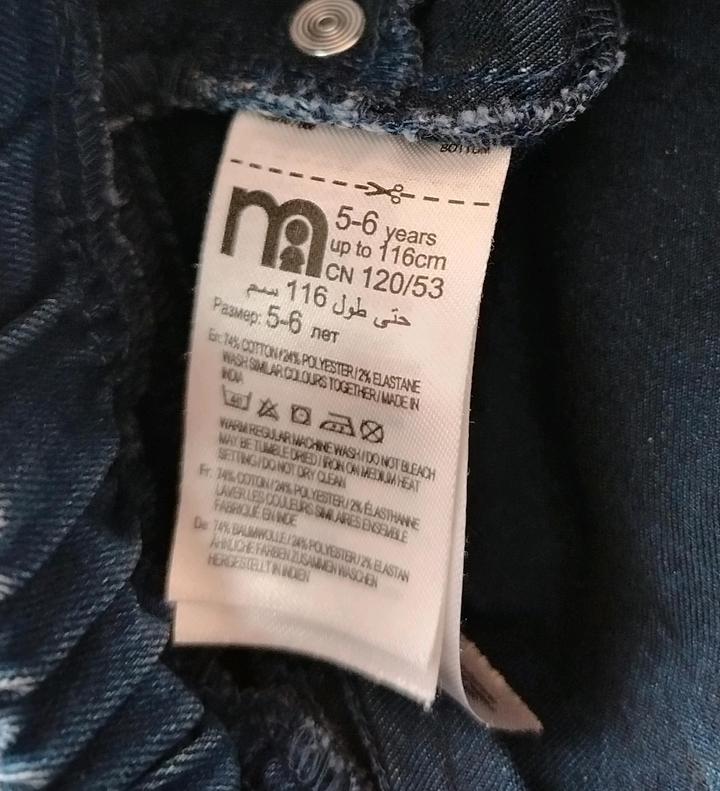 BOTTOM
5-6 years
up to 116cm
CN 120/53
حتى طول 116 سم
Размер: 5-6 лет
En: 74% COTTON / 24% POLYESTER / 2% ELASTANE
WASH SIMILAR COLOURS TOGETHER / MADE IN
INDIA
40
WARM REGULAR MACHINE WASH / DO NOT BLEACH
MAY BE TUMBLE DRIED / IRON ON MEDIUM HEAT
SETTING / DO NOT DRY CLEAN
Fr: 74% COTON / 24% POLYESTER / 2% ÉLASTHANNE
LAVER LES COULEURS SIMILAIRES ENSEMBLE
FABRIQUÉ EN INDE
De: 74% BAUMWOLLE / 24% POLYESTER / 2% ELASTAN
ÄHNLICHE FARBEN ZUSAMMEN WASCHEN
HERGESTELLT IN INDIEN